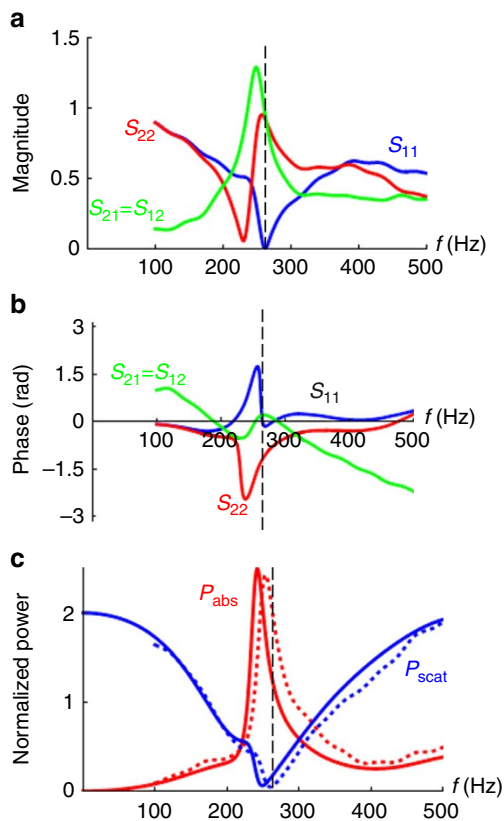 a
1.5
1
0.5
0
Magnitude
S22
S11
S21=S12
100 200 300 400 500
f (Hz)
b
3
1.5
0
−1.5
−3
Phase (rad)
S21=S12
S11
S22
100 200 300 400 500
f (Hz)
c
2
1
0
Normalized power
Pabs
Pscat
100 200 300 400 500
f (Hz)